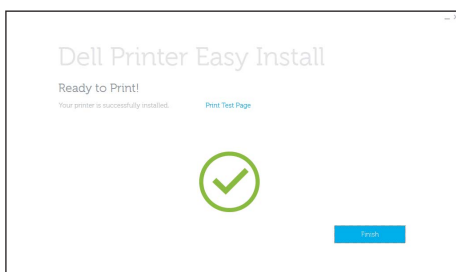 Dell Printer Easy Install
Ready to Print!
Your printer is successfully installed. Print Test Page
Finish